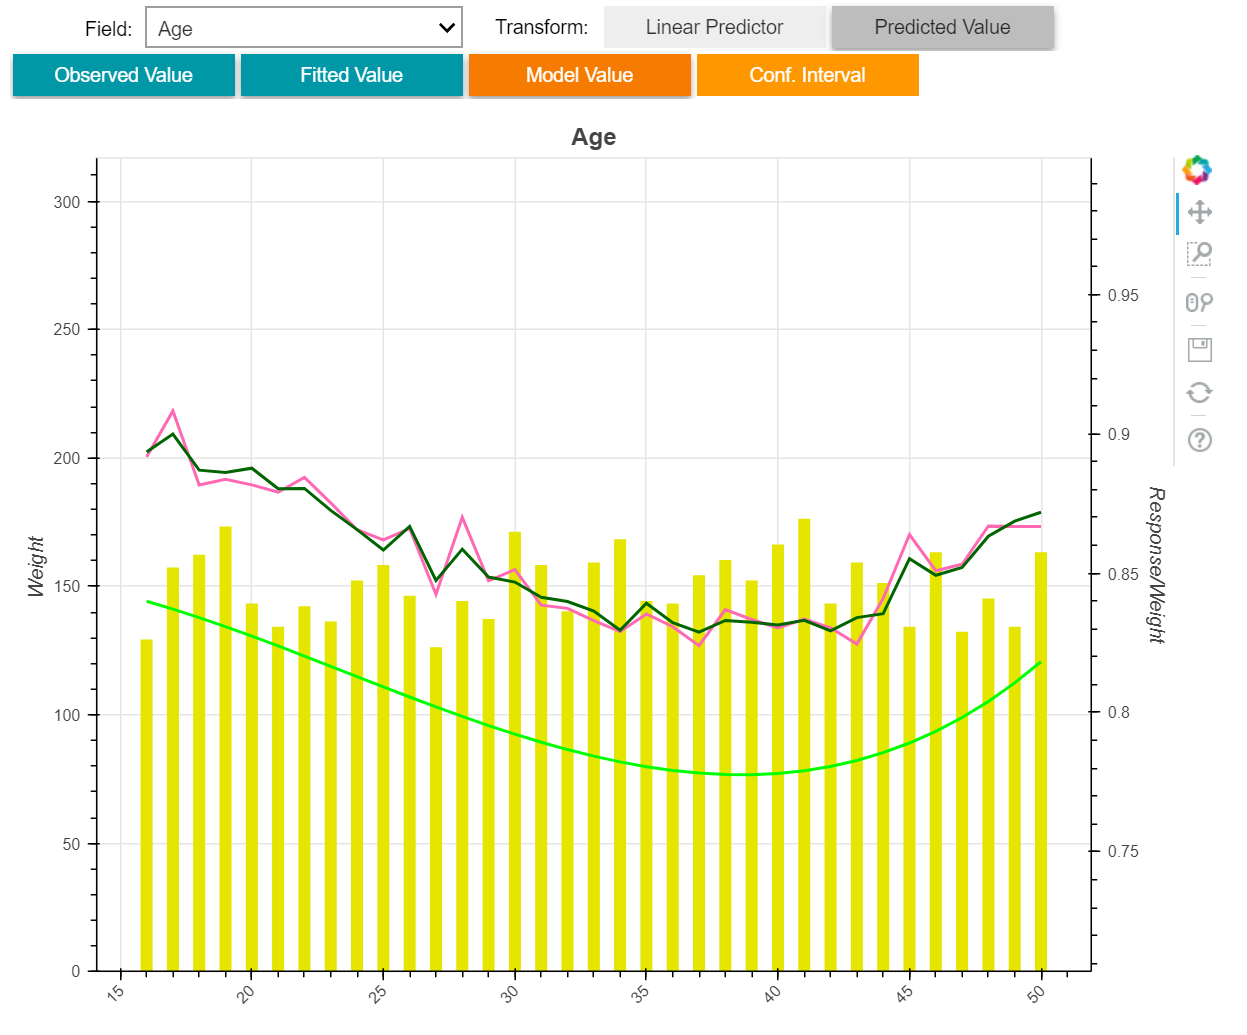 Field: Age Transform: Linear Predictor Predicted Value
Observed Value Fitted Value Model Value Conf. Interval
Age
300
250
200
150
100
50
0
Weight
0.95
0.9
0.85
0.8
0.75
Response/Weight
15 20 25 30 35 40 45 50